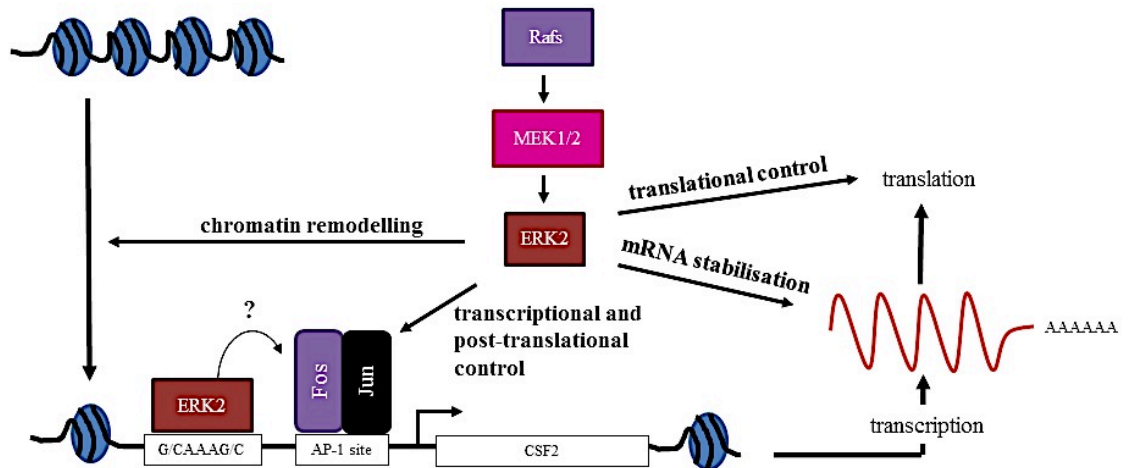 Rafs
MEK1/2
translational control
translation
chromatin remodelling
ERK2
mRNA stabilisation
?
transcriptional and
post-translational
control
AAAAAA
Fos
Jun
ERK2
transcription
G/CAAAG/C
AP-1 site
CSF2